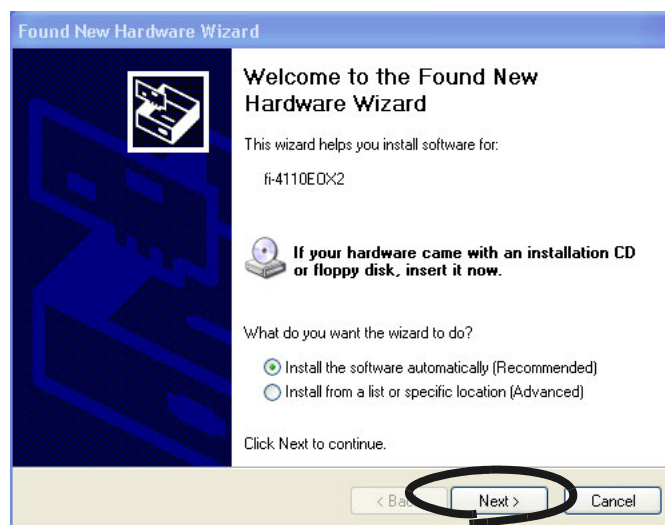 Found New Hardware Wizard
Welcome to the Found New
Hardware Wizard
This wizard helps you install software for:
fi-4110EOX2
If your hardware came with an installation CD
or floppy disk, insert it now.
What do you want the wizard to do?
Install the software automatically (Recommended)
Install from a list or specific location (Advanced)
Click Next to continue.
Next >
Cancel